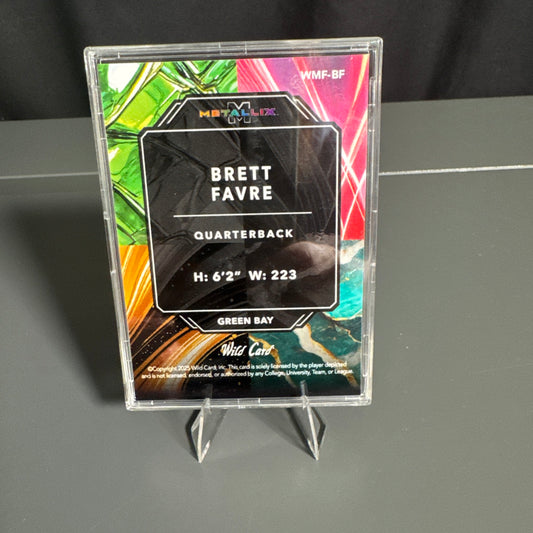 WMF-BF
M
METALLIX
BRETT
FAVRE
QUARTERBACK
H: 6'2" W: 223
GREEN BAY
Wild Card
©Copyright 2025 Wild Card, Inc. This card is solely licensed by the player depicted
and is not licensed, endorsed, or authorized by any College, University, Team, or League.